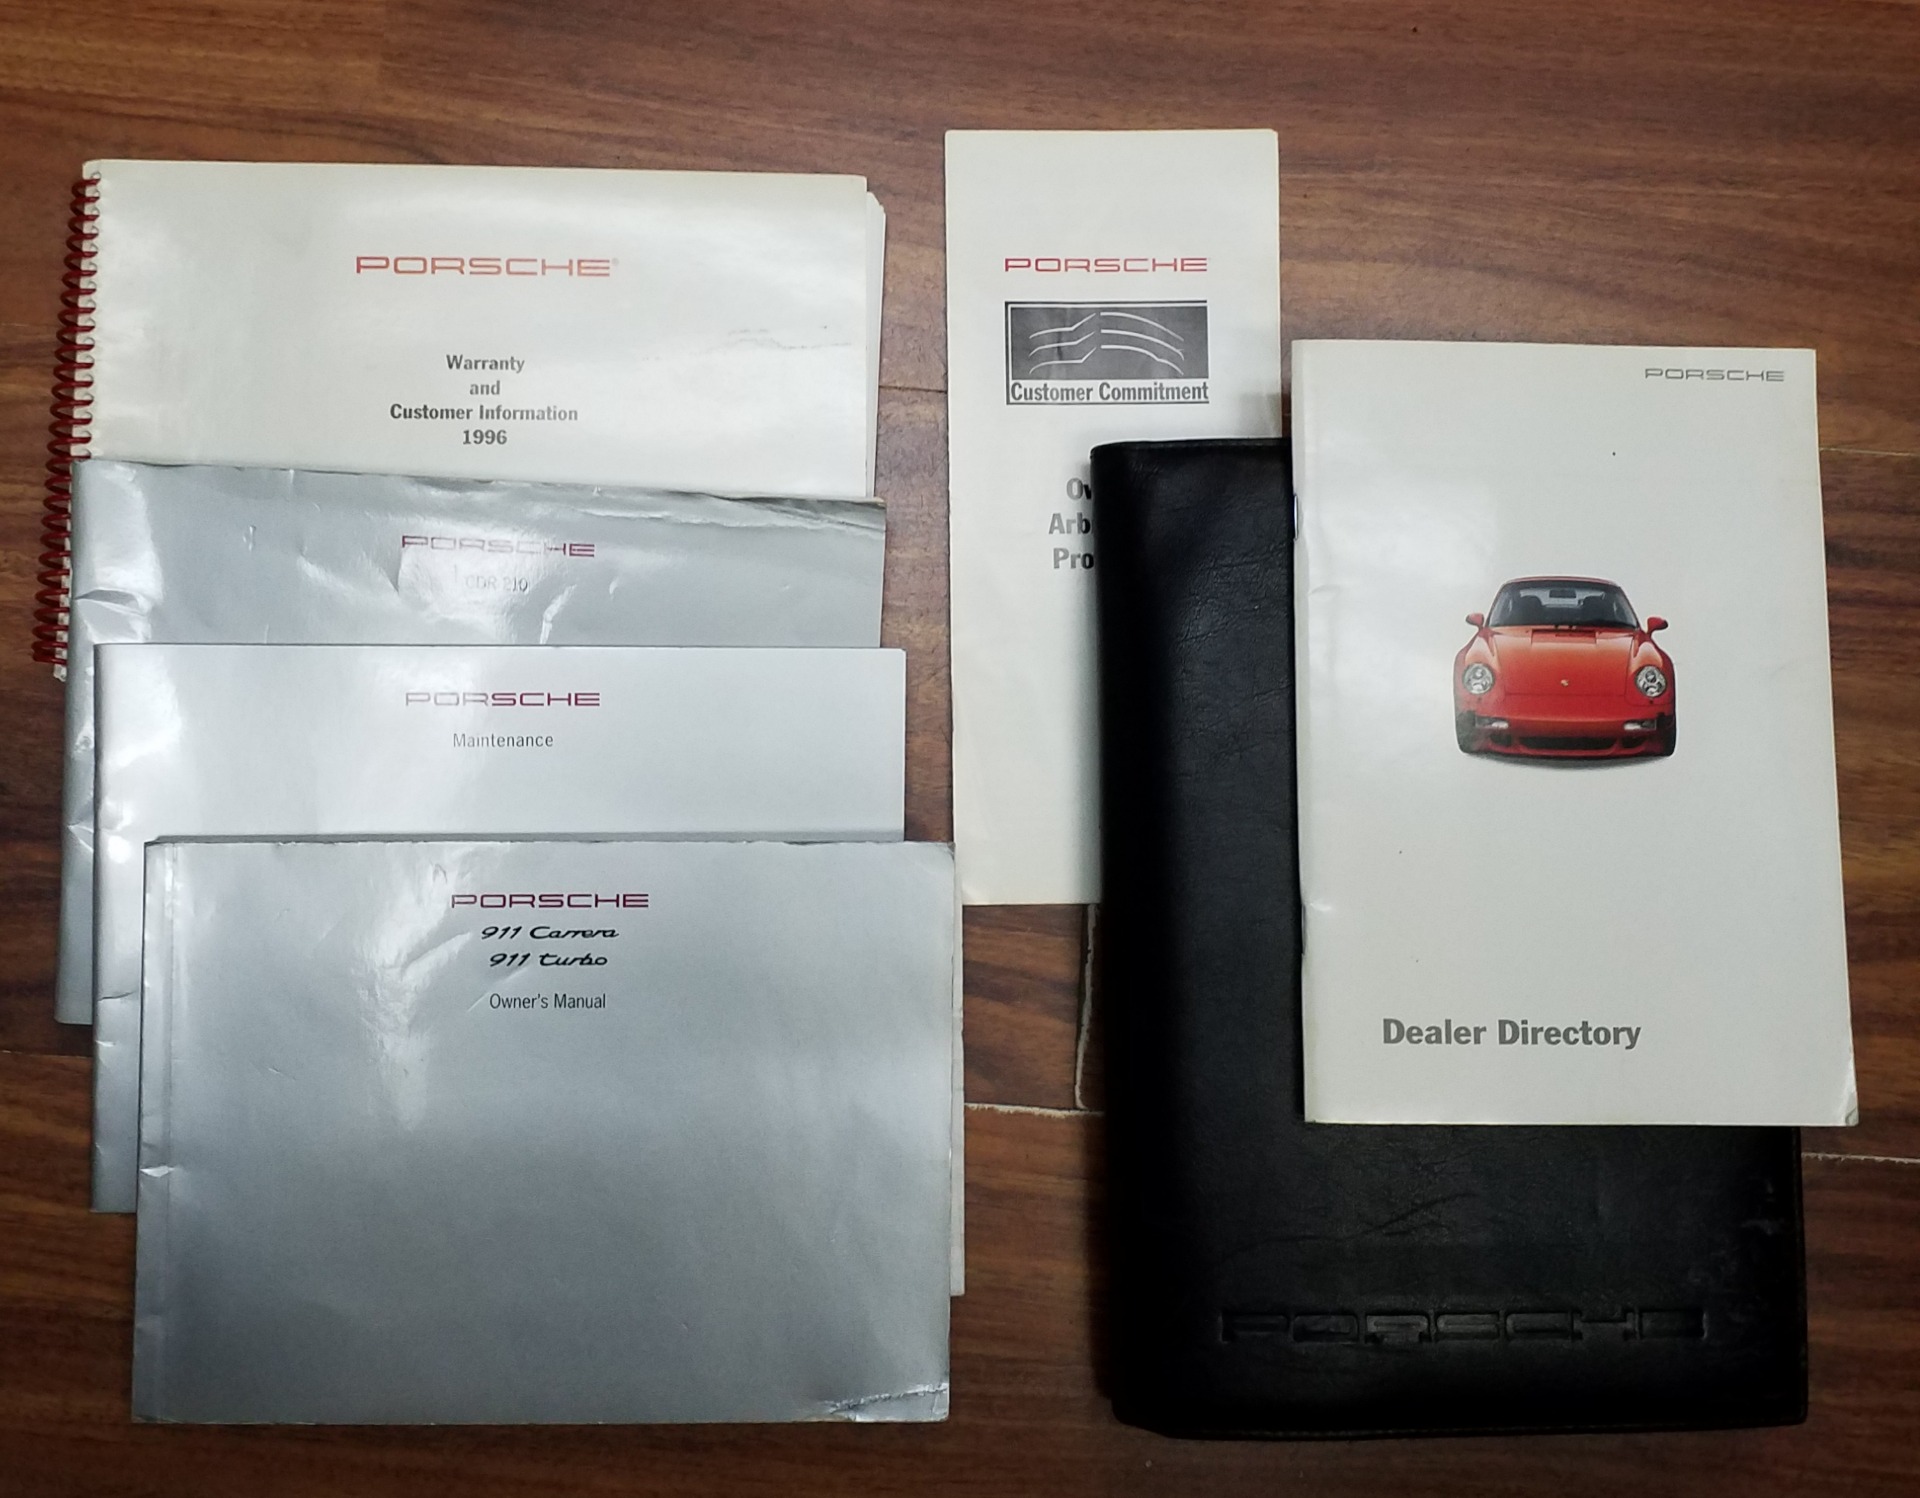 PORSCHE®
Warranty
and
Customer Information
1996
PORSCHE
CDR 210
PORSCHE
Maintenance
PORSCHE
911 Carrera
911 turbo
Owner's Manual
PORSCHE
Customer Commitment
PORSCHE
Dealer Directory
PORSCHE